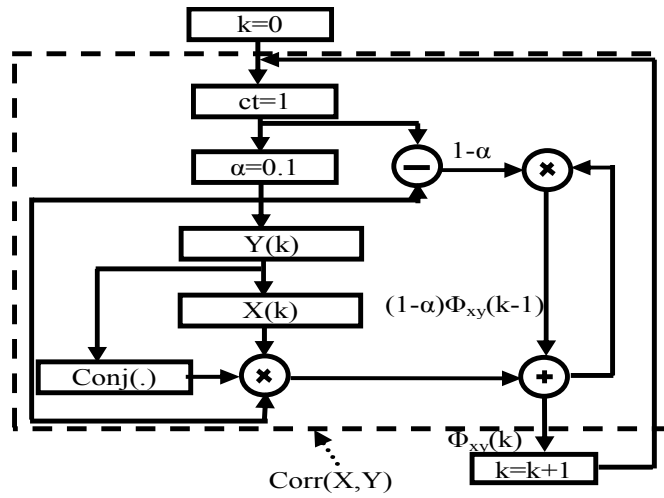 k=0
ct=1
α=0.1
1-α
Y(k)
X(k)
(1-α)Φxy(k-1)
Conj(.)
Φxy(k)
k=k+1
Corr(X,Y)